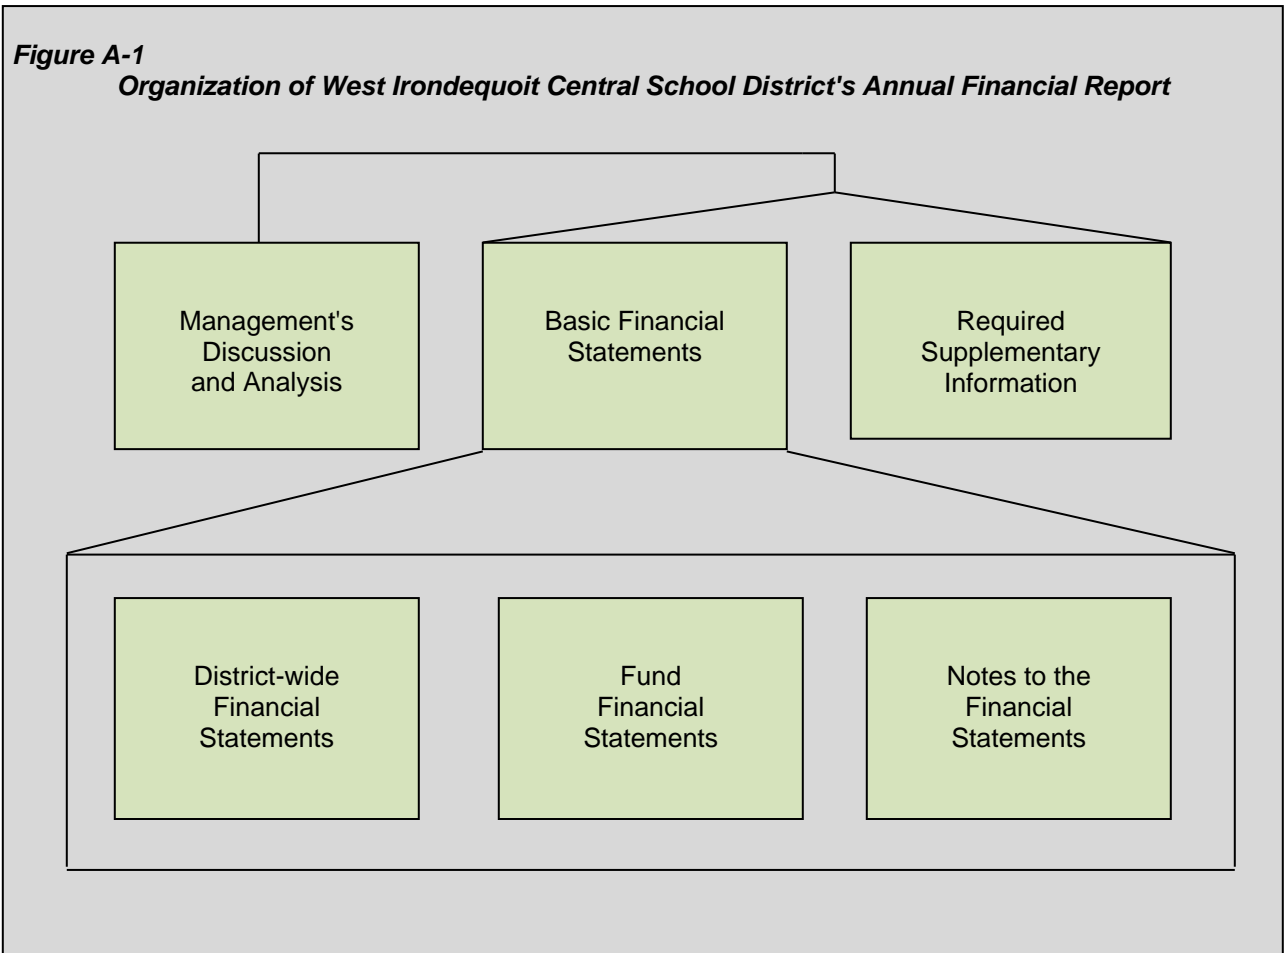 Figure A-1
Organization of West Irondequoit Central School District's Annual Financial Report
Management's
Discussion
and Analysis
Basic Financial
Statements
Required
Supplementary
Information
District-wide
Financial
Statements
Fund
Financial
Statements
Notes to the
Financial
Statements